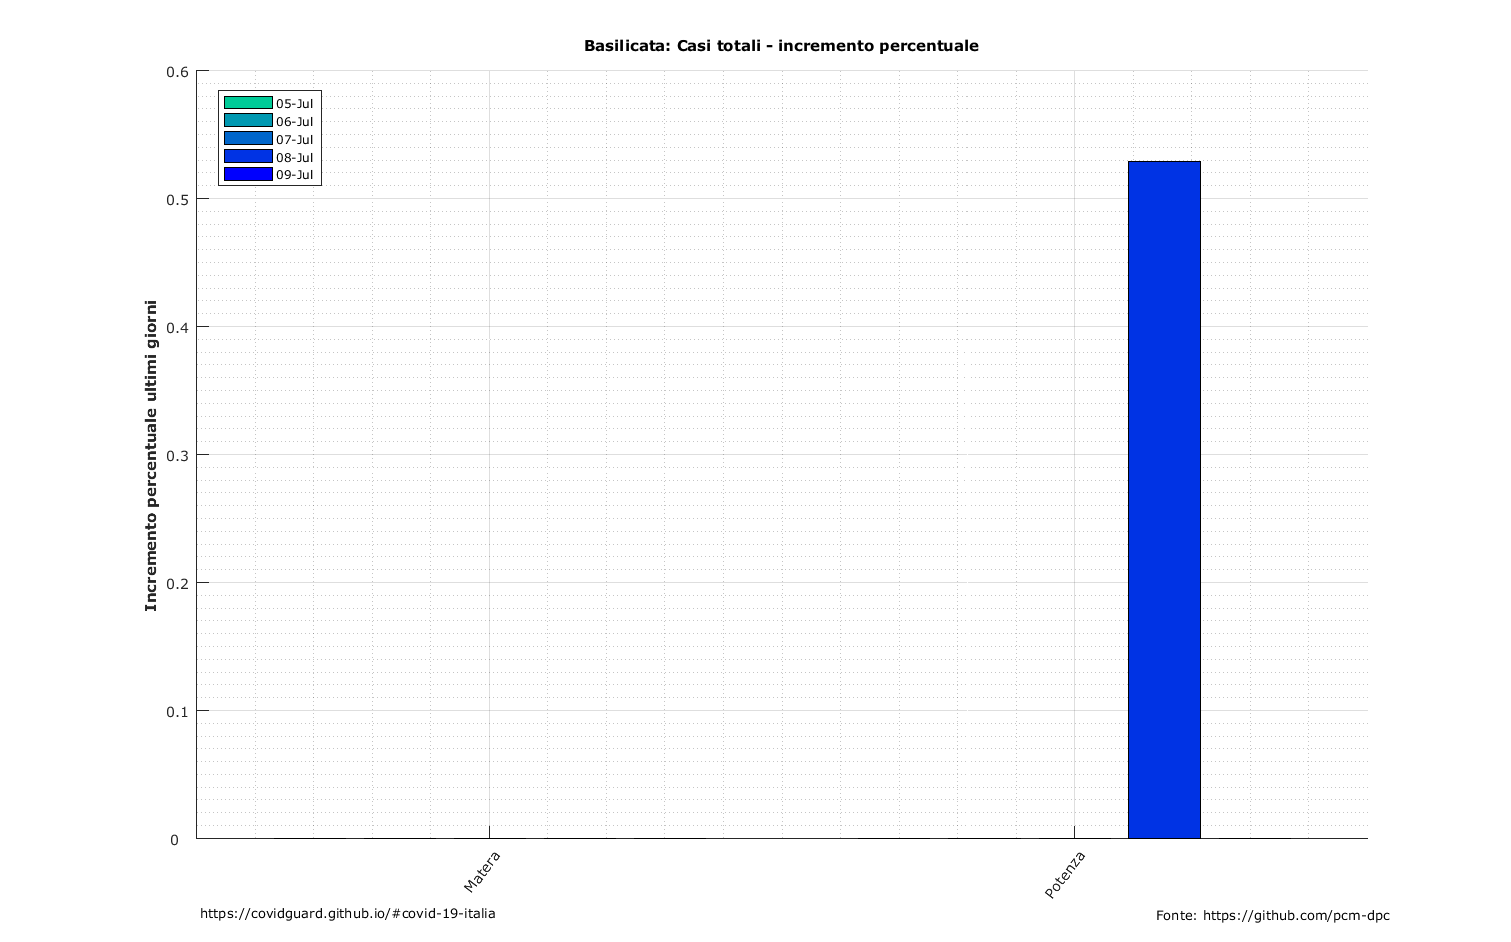 Basilicata: Casi totali - incremento percentuale
0.6
0.5
0.4
0.3
0.2
0.1
0
Incremento percentuale ultimi giorni
05-Jul
06-Jul
07-Jul
08-Jul
09-Jul
Matera
Potenza
https://covidguard.github.io/#covid-19-italia
Fonte: https://github.com/pcm-dpc